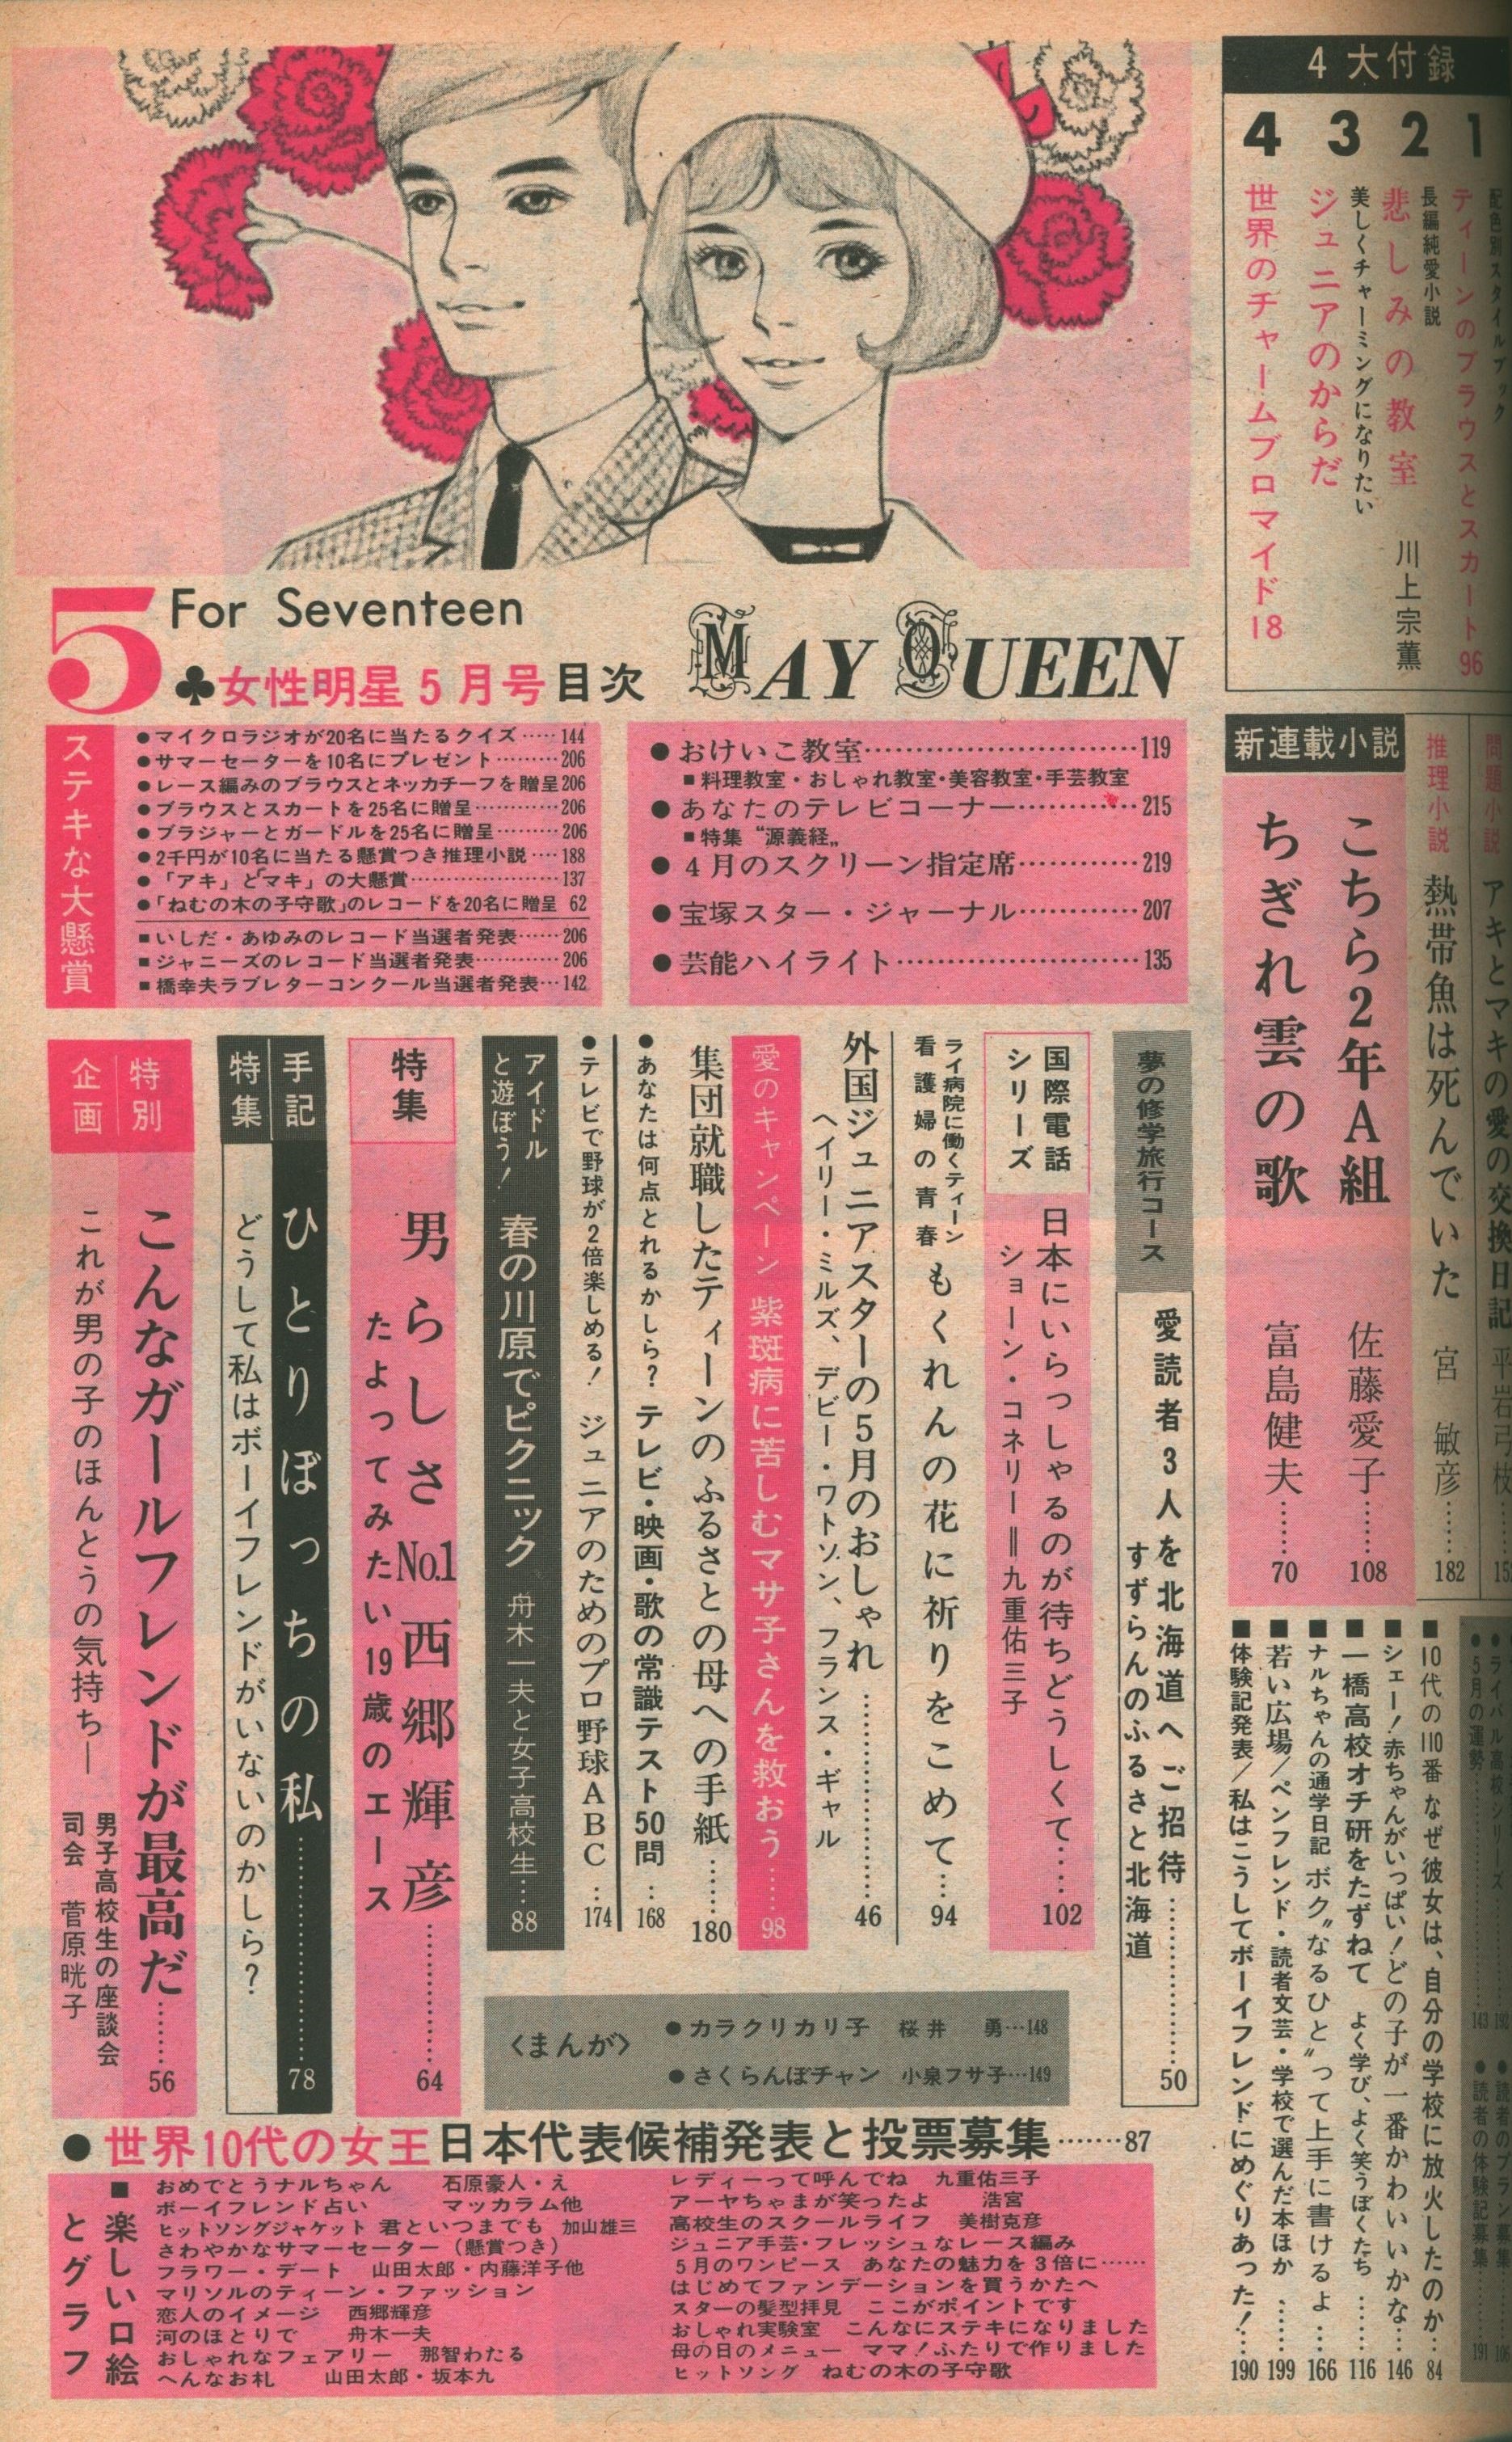 4大付録
1
配色別スタイルブック
ティーンのブラウスとスカート96
2
長編純愛小説
悲しみの教室 川上宗薫
3
美しくチャーミングになりたい
ジュニアのからだ
4
世界のチャームブロマイド18
5
For Seventeen
♣女性明星5月号目次
MAY QUEEN
ステキな大懸賞
●マイクロラジオが20名に当たるクイズ……144
●サマーセーターを10名にプレゼント………206
●レース編みのブラウスとネッカチーフを贈呈206
●ブラウスとスカートを25名に贈呈…………206
●ブラジャーとガードルを25名に贈呈………206
●2千円が10名に当たる懸賞つき推理小説……188
●「アキ」と「マキ」の大懸賞…………………137
●「ねむの木の子守歌」のレコードを20名に贈呈 62
■いしだ・あゆみのレコード当選者発表……206
■ジャニーズのレコード当選者発表…………206
■橋幸夫ラブレターコンクール当選者発表…142
●おけいこ教室………………………119
■料理教室・おしゃれ教室・美容教室・手芸教室
●あなたのテレビコーナー…………215
■特集“源義経„
●4月のスクリーン指定席…………219
●宝塚スター・ジャーナル…………207
●芸能ハイライト……………………135
問題小説 アキとマキの愛の交換日記 平岩弓枝
推理小説 熱帯魚は死んでいた 宮 敏彦……182
新連載小説
こちら2年A組 佐藤愛子……108
ちぎれ雲の歌 富島健夫……70
●ライバル高校シリーズ……192
●5月の運勢……143
●読者の体験記募集……191
■10代の110番 なぜ彼女は、自分の学校に放火したのか…84
■シェー!赤ちゃんがいっぱい!どの子が一番かわいいかな…146
■一橋高校オチ研をたずねて よく学び、よく笑うぼくたち……116
■ナルちゃんの通学日記 ボク“なるひと”って上手に書けるよ…166
■若い広場/ペンフレンド・読者文芸・学校で選んだ本ほか……199
■体験記発表/私はこうしてボーイフレンドにめぐりあった!…190
夢の修学旅行コース
愛読者3人を北海道へご招待……50
すずらんのふるさと北海道
国際電話シリーズ
日本にいらっしゃるのが待ちどうしくて……102
ショーン・コネリー=九重佑三子
ライ病院に働くティーン
看護婦の青春
もくれんの花に祈りをこめて…94
外国ジュニアスターの5月のおしゃれ……46
ヘイリー・ミルズ、デビー・ワトソン、フランス・ギャル
愛のキャンペーン 紫斑病に苦しむマサ子さんを救おう……98
集団就職したティーンのふるさとの母への手紙……180
●あなたは何点とれるかしら?テレビ・映画・歌の常識テスト50問…168
●テレビで野球が2倍楽しめる! ジュニアのためのプロ野球ABC…174
アイドルと遊ぼう!
春の川原でピクニック 舟木一夫と女子高校生…88
特集
男らしさNo.1西郷輝彦……64
たよってみたい19歳のエース
手記特集
ひとりぼっちの私……78
どうして私はボーイフレンドがいないのかしら?
特別企画
こんなガールフレンドが最高だ……56
これが男の子のほんとうの気持ち―
男子高校生の座談会
司会 菅原晄子
〈まんが〉
●カラクリカリ子 桜井 勇…148
●さくらんぼチャン 小泉フサ子…149
●世界10代の女王日本代表候補発表と投票募集……87
■楽しい口絵とグラフ
おめでとうナルちゃん 石原豪人・え
ボーイフレンド占い マッカラム他
ヒットソングジャケット 君といつまでも 加山雄三
さわやかなサマーセーター(懸賞つき)
フラワー・デート 山田太郎・内藤洋子他
マリソルのティーン・ファッション
恋人のイメージ 西郷輝彦
河のほとりで 舟木一夫
おしゃれなフェアリー 那智わたる
へんなお札 山田太郎・坂本九
レディーって呼んでね 九重佑三子
アーヤちゃまが笑ったよ 浩宮
高校生のスクールライフ 美樹克彦
ジュニア手芸・フレッシュなレース編み
5月のワンピース あなたの魅力を3倍に……
はじめてファンデーションを買うかたへ
スターの髪型拝見 ここがポイントです
おしゃれ実験室 こんなにステキになりました
母の日のメニュー ママ!ふたりで作りました
ヒットソング ねむの木の子守歌